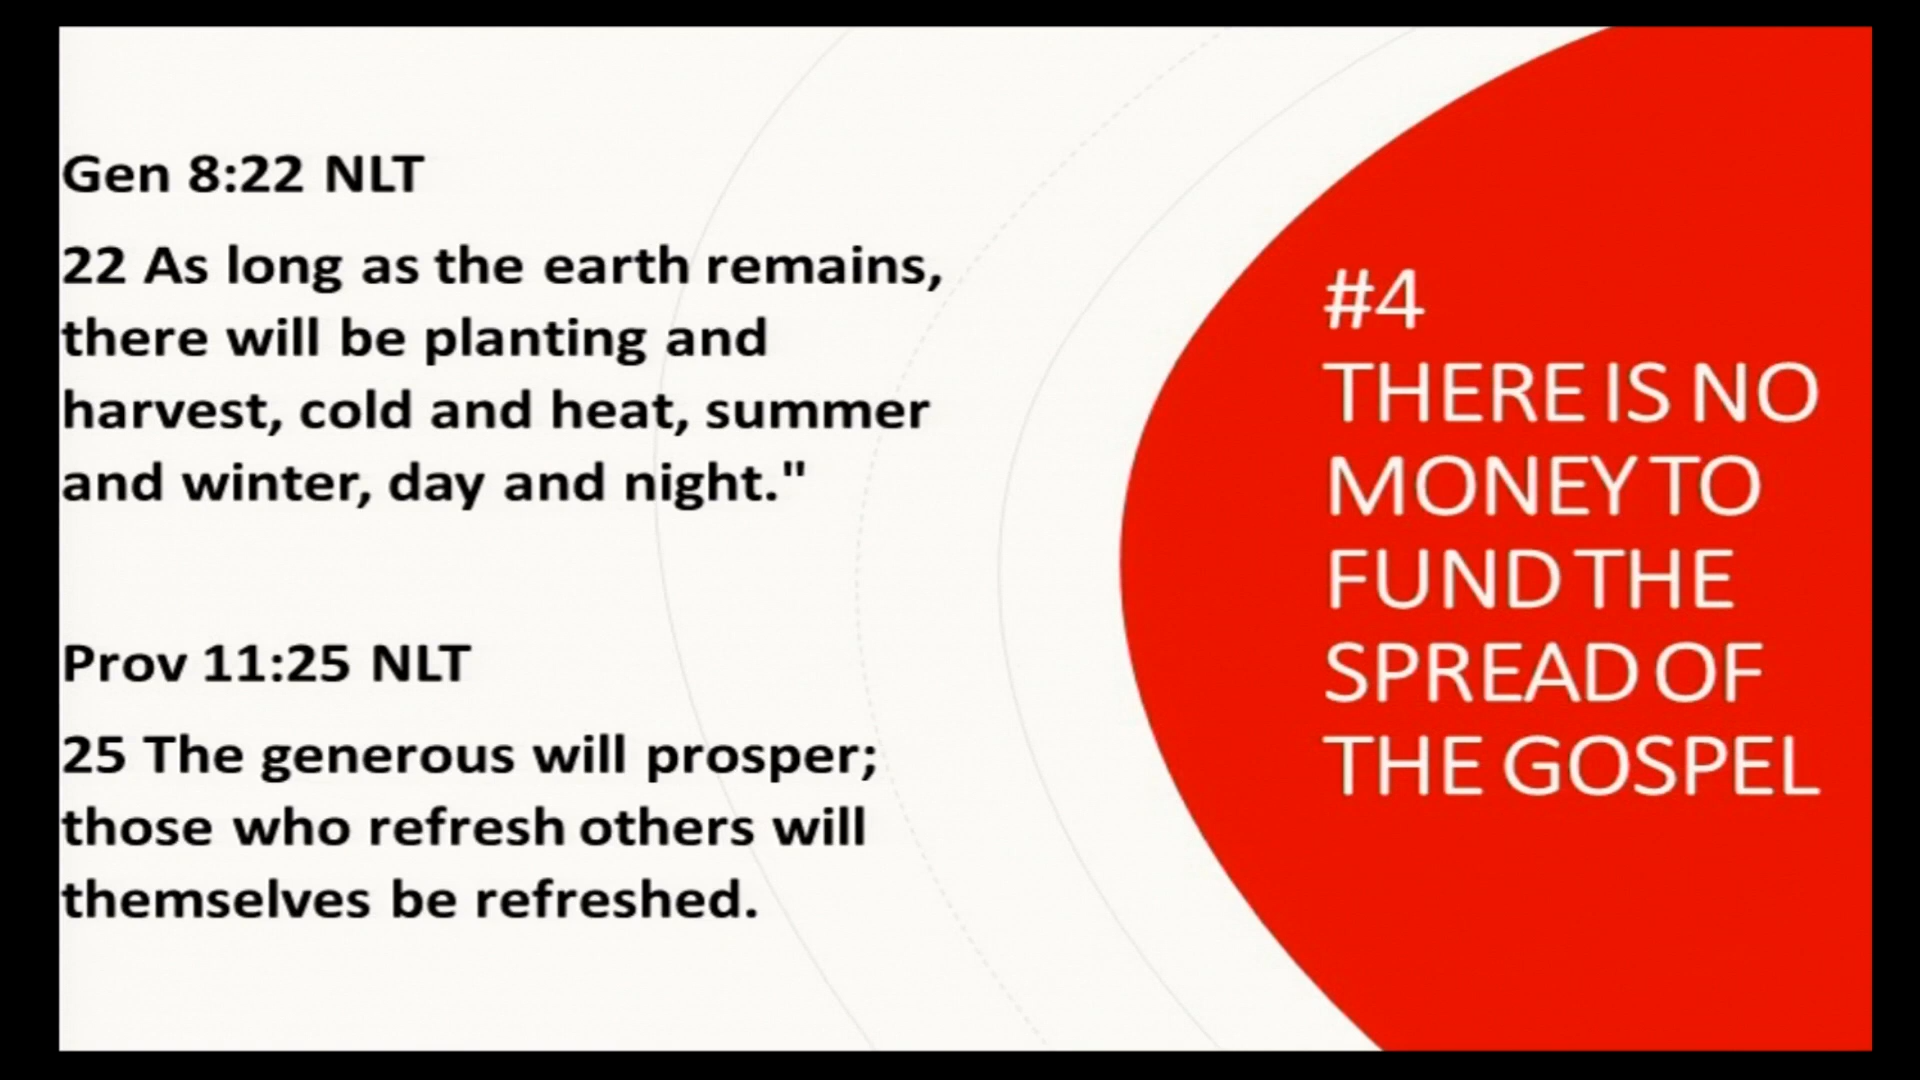 Gen 8:22 NLT
22 As long as the earth remains,
there will be planting and
harvest, cold and heat, summer
and winter, day and night."
Prov 11:25 NLT
25 The generous will prosper;
those who refresh others will
themselves be refreshed.
#4
THERE IS NO
MONEY TO
FUND THE
SPREAD OF
THE GOSPEL